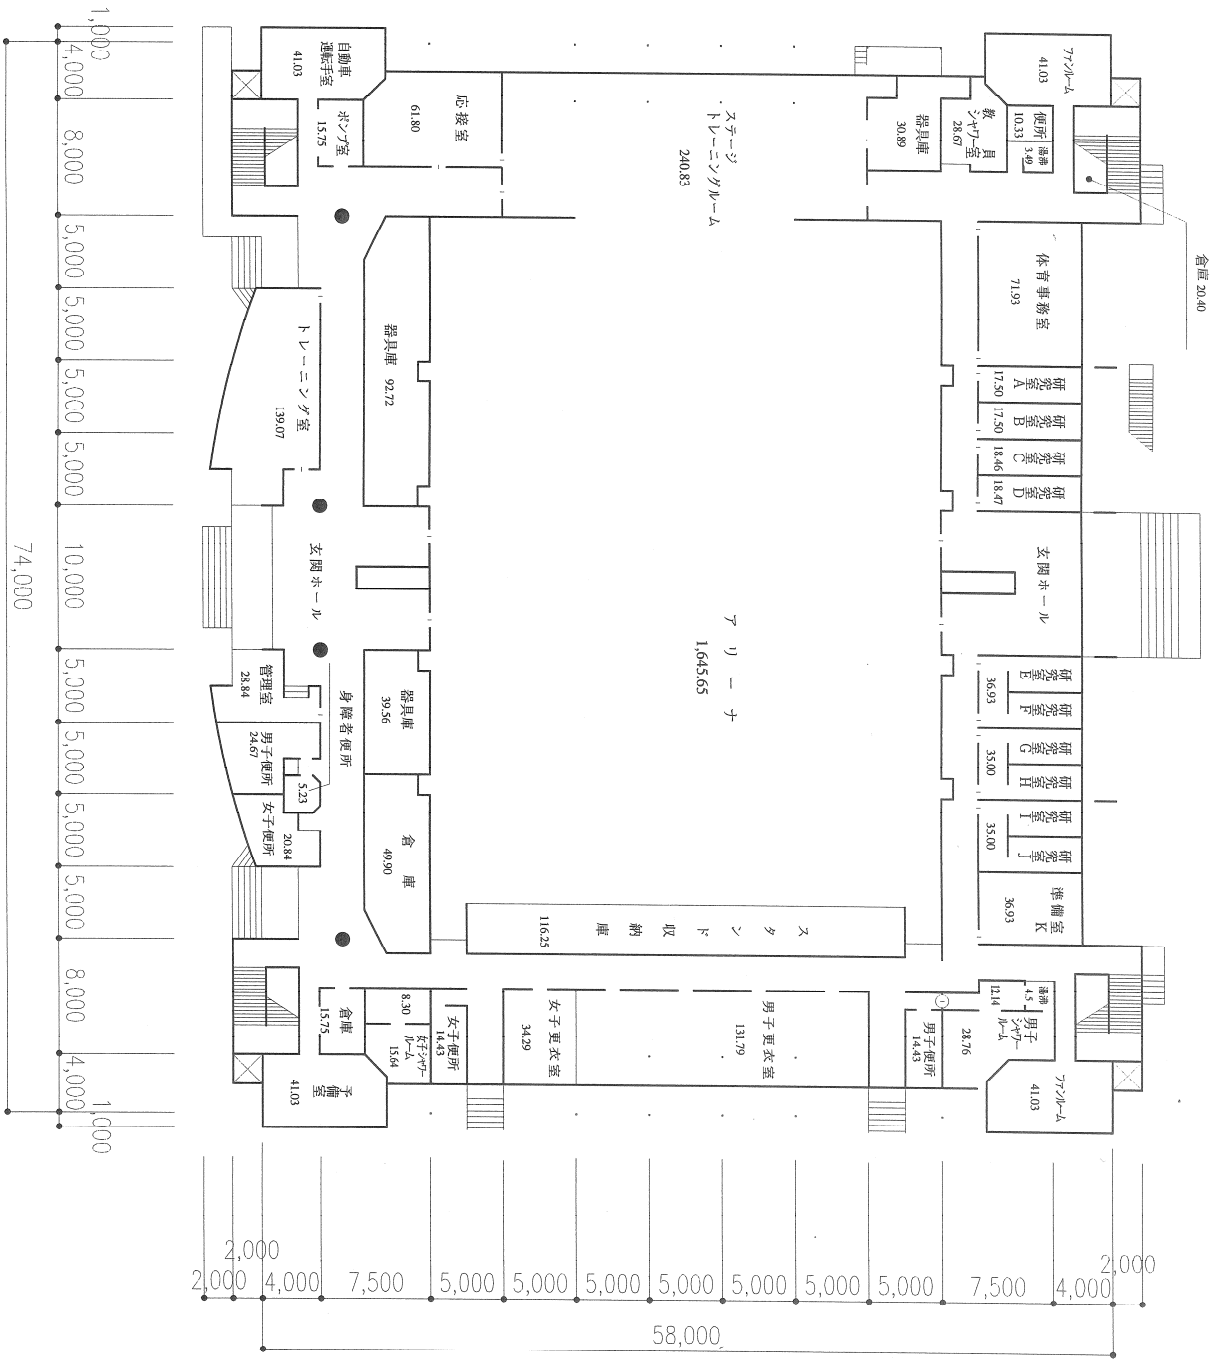 自動車
運転手室
41.03
ポンプ室
15.75
応接室
61.80
ステージ
トレーニングルーム
240.83
器具庫
30.89
教員
シャワー室
28.67
便所
10.33
湯沸
3.49
ファンルーム
41.03
倉庫 20.40
体育事務室
71.93
研究室
A
17.50
研究室
B
17.50
研究室
C
18.46
研究室
D
18.47
玄関ホール
研究室
E
研究室
F
36.93
研究室
G
研究室
H
35.00
研究室
I
研究室
J
35.00
準備室
K
36.93
器具庫 92.72
トレーニング室
139.07
玄関ホール
アリーナ
1,645.65
管理室
28.84
男子便所
24.67
身障者便所
5.23
女子便所
20.84
器具庫
39.56
倉庫
49.90
スタンド収納庫
116.25
倉庫
15.75
8.30
女子シャワー
ルーム
15.64
女子便所
14.43
女子更衣室
34.29
男子更衣室
131.79
男子便所
14.43
28.76
12.14
湯沸
4.5
男子
シャワー
ルーム
ファンルーム
41.03
予備室
41.03
1,000
4,000
8,000
5,000
5,000
5,000
5,000
10,000
5,000
5,000
5,000
5,000
8,000
4,000
1,000
74,000
2,000
2,000
4,000
7,500
5,000
5,000
5,000
5,000
5,000
5,000
5,000
7,500
4,000
2,000
58,000